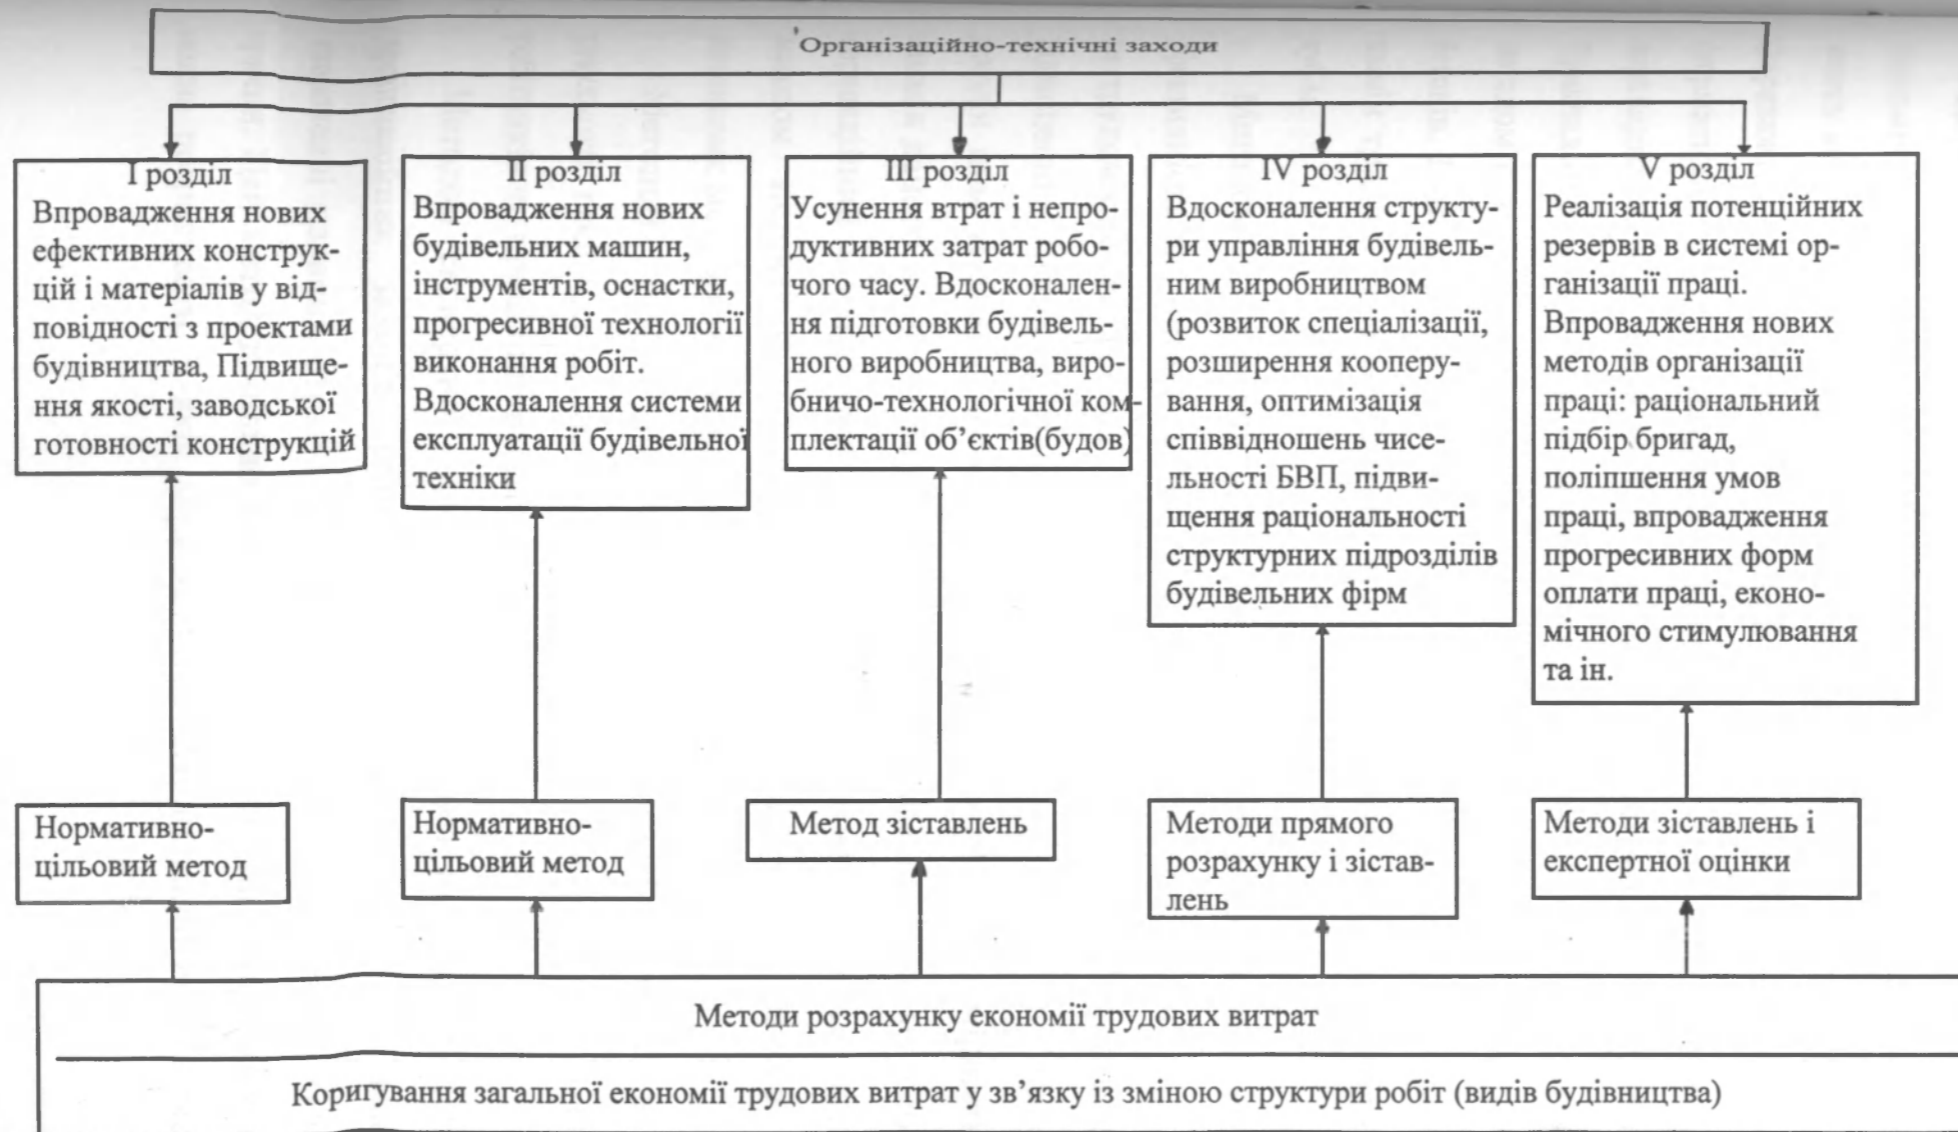 Організаційно-технічні заходи
I розділ
Впровадження нових
ефективних конструк-
цій і матеріалів у від-
повідності з проектами
будівництва, Підвище-
ння якості, заводської
готовності конструкцій
II розділ
Впровадження нових
будівельних машин,
інструментів, оснастки,
прогресивної технології
виконання робіт.
Вдосконалення системи
експлуатації будівельної
техніки
III розділ
Усунення втрат і непро-
дуктивних затрат робо-
чого часу. Вдосконален-
ня підготовки будівель-
ного виробництва, виро-
бничо-технологічної ком-
плектації об’єктів(будов)
IV розділ
Вдосконалення структу-
ри управління будівель-
ним виробництвом
(розвиток спеціалізації,
розширення кооперу-
вання, оптимізація
співвідношень чисе-
льності БВП, підви-
щення раціональності
структурних підрозділів
будівельних фірм
V розділ
Реалізація потенційних
резервів в системі ор-
ганізації праці.
Впровадження нових
методів організації
праці: раціональний
підбір бригад,
поліпшення умов
праці, впровадження
прогресивних форм
оплати праці, еконо-
мічного стимулювання
та ін.
Нормативно-
цільовий метод
Нормативно-
цільовий метод
Метод зіставлень
Методи прямого
розрахунку і зістав-
лень
Методи зіставлень і
експертної оцінки
Методи розрахунку економії трудових витрат
Коригування загальної економії трудових витрат у зв’язку із зміною структури робіт (видів будівництва)